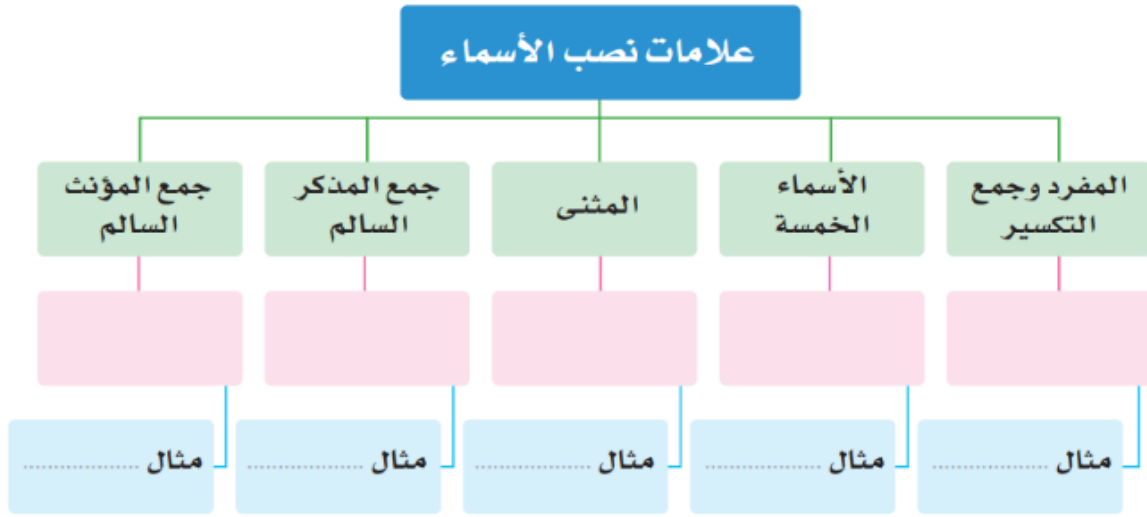 علامات نصب الأسماء
المفرد وجمع
التكسير
الأسماء
الخمسة
المثنى
جمع المذكر
السالم
جمع المؤنث
السالم
مثال ..................
مثال ..................
مثال ..................
مثال ..................
مثال ..................